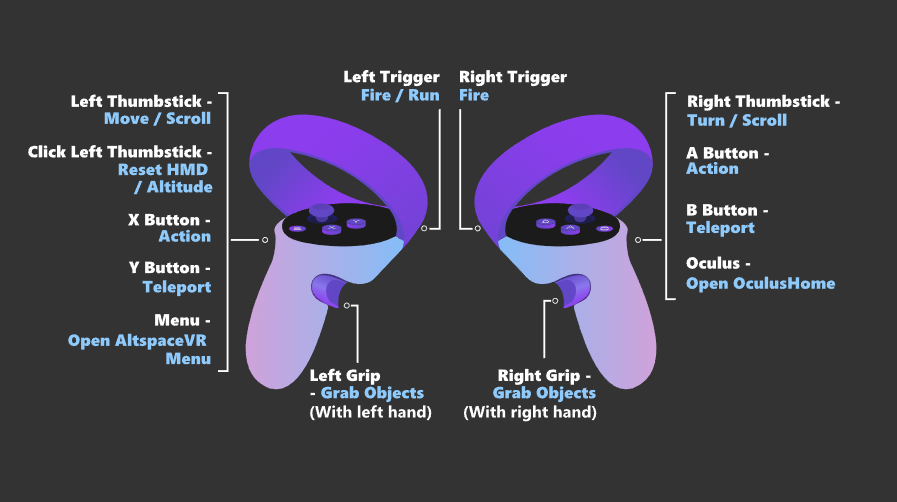 Left Trigger
Fire / Run
Right Trigger
Fire
Left Thumbstick -
Move / Scroll
Click Left Thumbstick -
Reset HMD
/ Altitude
X Button -
Action
Y Button -
Teleport
Menu -
Open AltspaceVR
Menu
Right Thumbstick -
Turn / Scroll
A Button -
Action
B Button -
Teleport
Oculus -
Open OculusHome
Left Grip
- Grab Objects
(With left hand)
Right Grip -
Grab Objects
(With right hand)